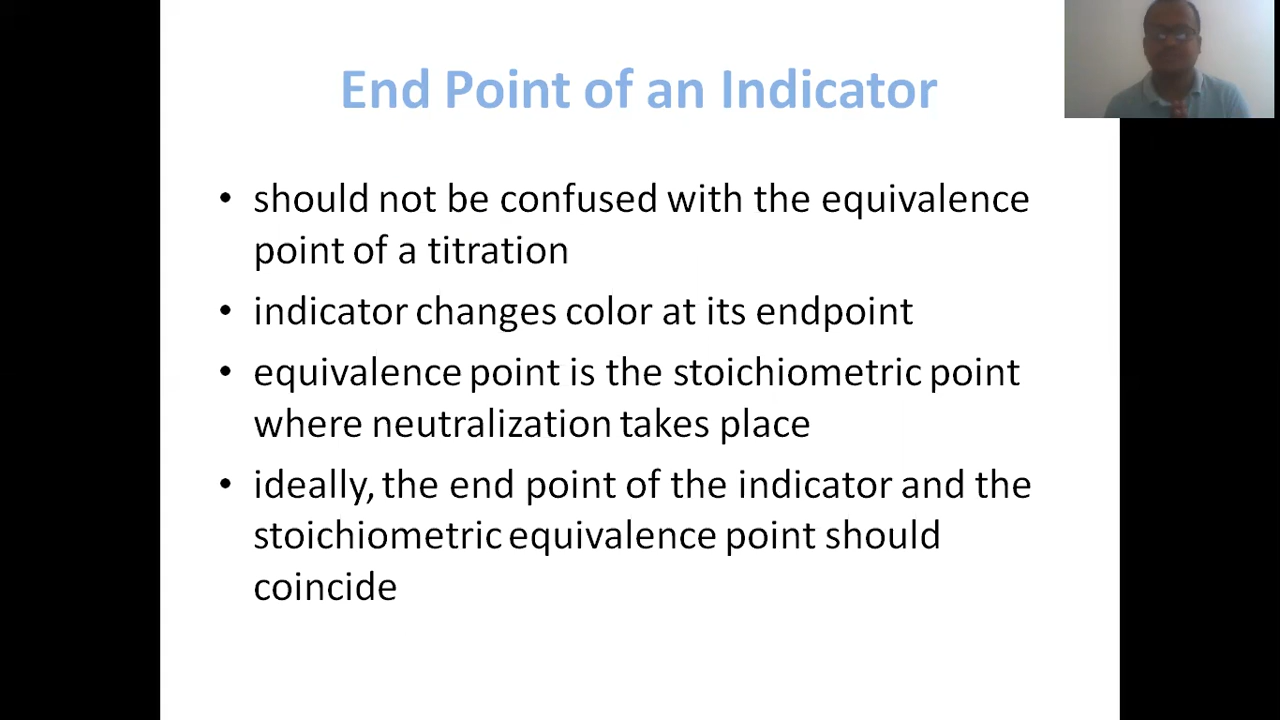 End Point of an Indicator
• should not be confused with the equivalence
point of a titration
• indicator changes color at its endpoint
• equivalence point is the stoichiometric point
where neutralization takes place
• ideally, the end point of the indicator and the
stoichiometric equivalence point should
coincide